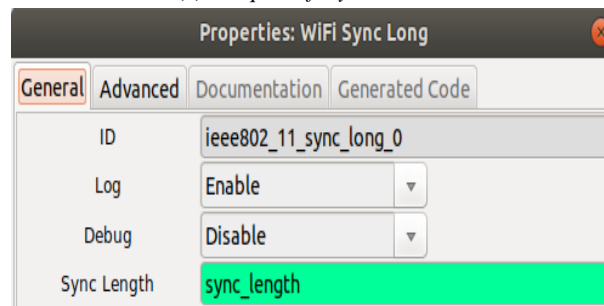 Properties: WiFi Sync Long
General Advanced Documentation Generated Code
ID ieee802_11_sync_long_0
Log Enable
Debug Disable
Sync Length sync_length